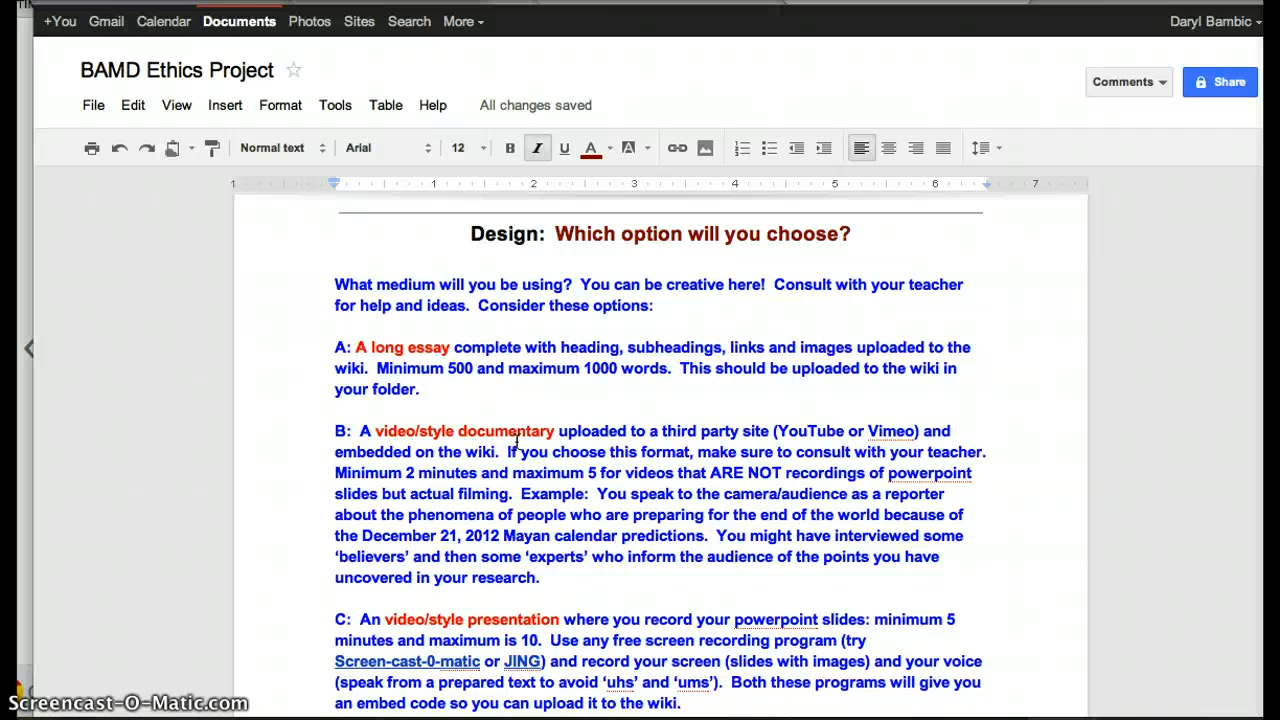 +You Gmail Calendar Documents Photos Sites Search More Daryl Bambic
BAMD Ethics Project
Comments Share
File Edit View Insert Format Tools Table Help All changes saved
Normal text Arial 12 B I U A A
1 1 2 3 4 5 6 7
Design: Which option will you choose?
What medium will you be using? You can be creative here! Consult with your teacher
for help and ideas. Consider these options:
A: A long essay complete with heading, subheadings, links and images uploaded to the
wiki. Minimum 500 and maximum 1000 words. This should be uploaded to the wiki in
your folder.
B: A video/style documentary uploaded to a third party site (YouTube or Vimeo) and
embedded on the wiki. If you choose this format, make sure to consult with your teacher.
Minimum 2 minutes and maximum 5 for videos that ARE NOT recordings of powerpoint
slides but actual filming. Example: You speak to the camera/audience as a reporter
about the phenomena of people who are preparing for the end of the world because of
the December 21, 2012 Mayan calendar predictions. You might have interviewed some
‘believers’ and then some ‘experts’ who inform the audience of the points you have
uncovered in your research.
C: An video/style presentation where you record your powerpoint slides: minimum 5
minutes and maximum is 10. Use any free screen recording program (try
Screen-cast-0-matic or JING) and record your screen (slides with images) and your voice
(speak from a prepared text to avoid ‘uhs’ and ‘ums’). Both these programs will give you
an embed code so you can upload it to the wiki.
Screencast-O-Matic.com